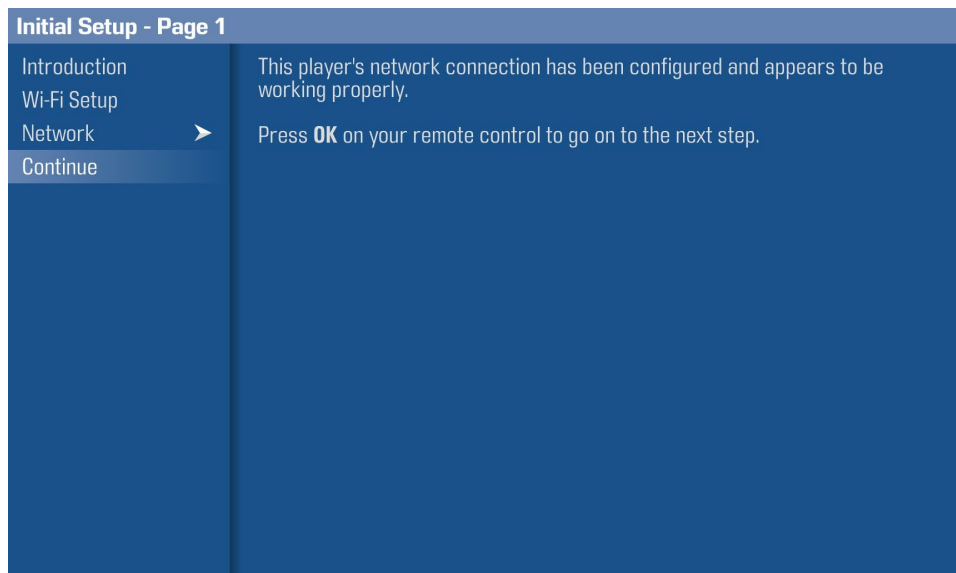 Initial Setup - Page 1
Introduction
Wi-Fi Setup
Network
Continue
This player's network connection has been configured and appears to be
working properly.
Press OK on your remote control to go on to the next step.